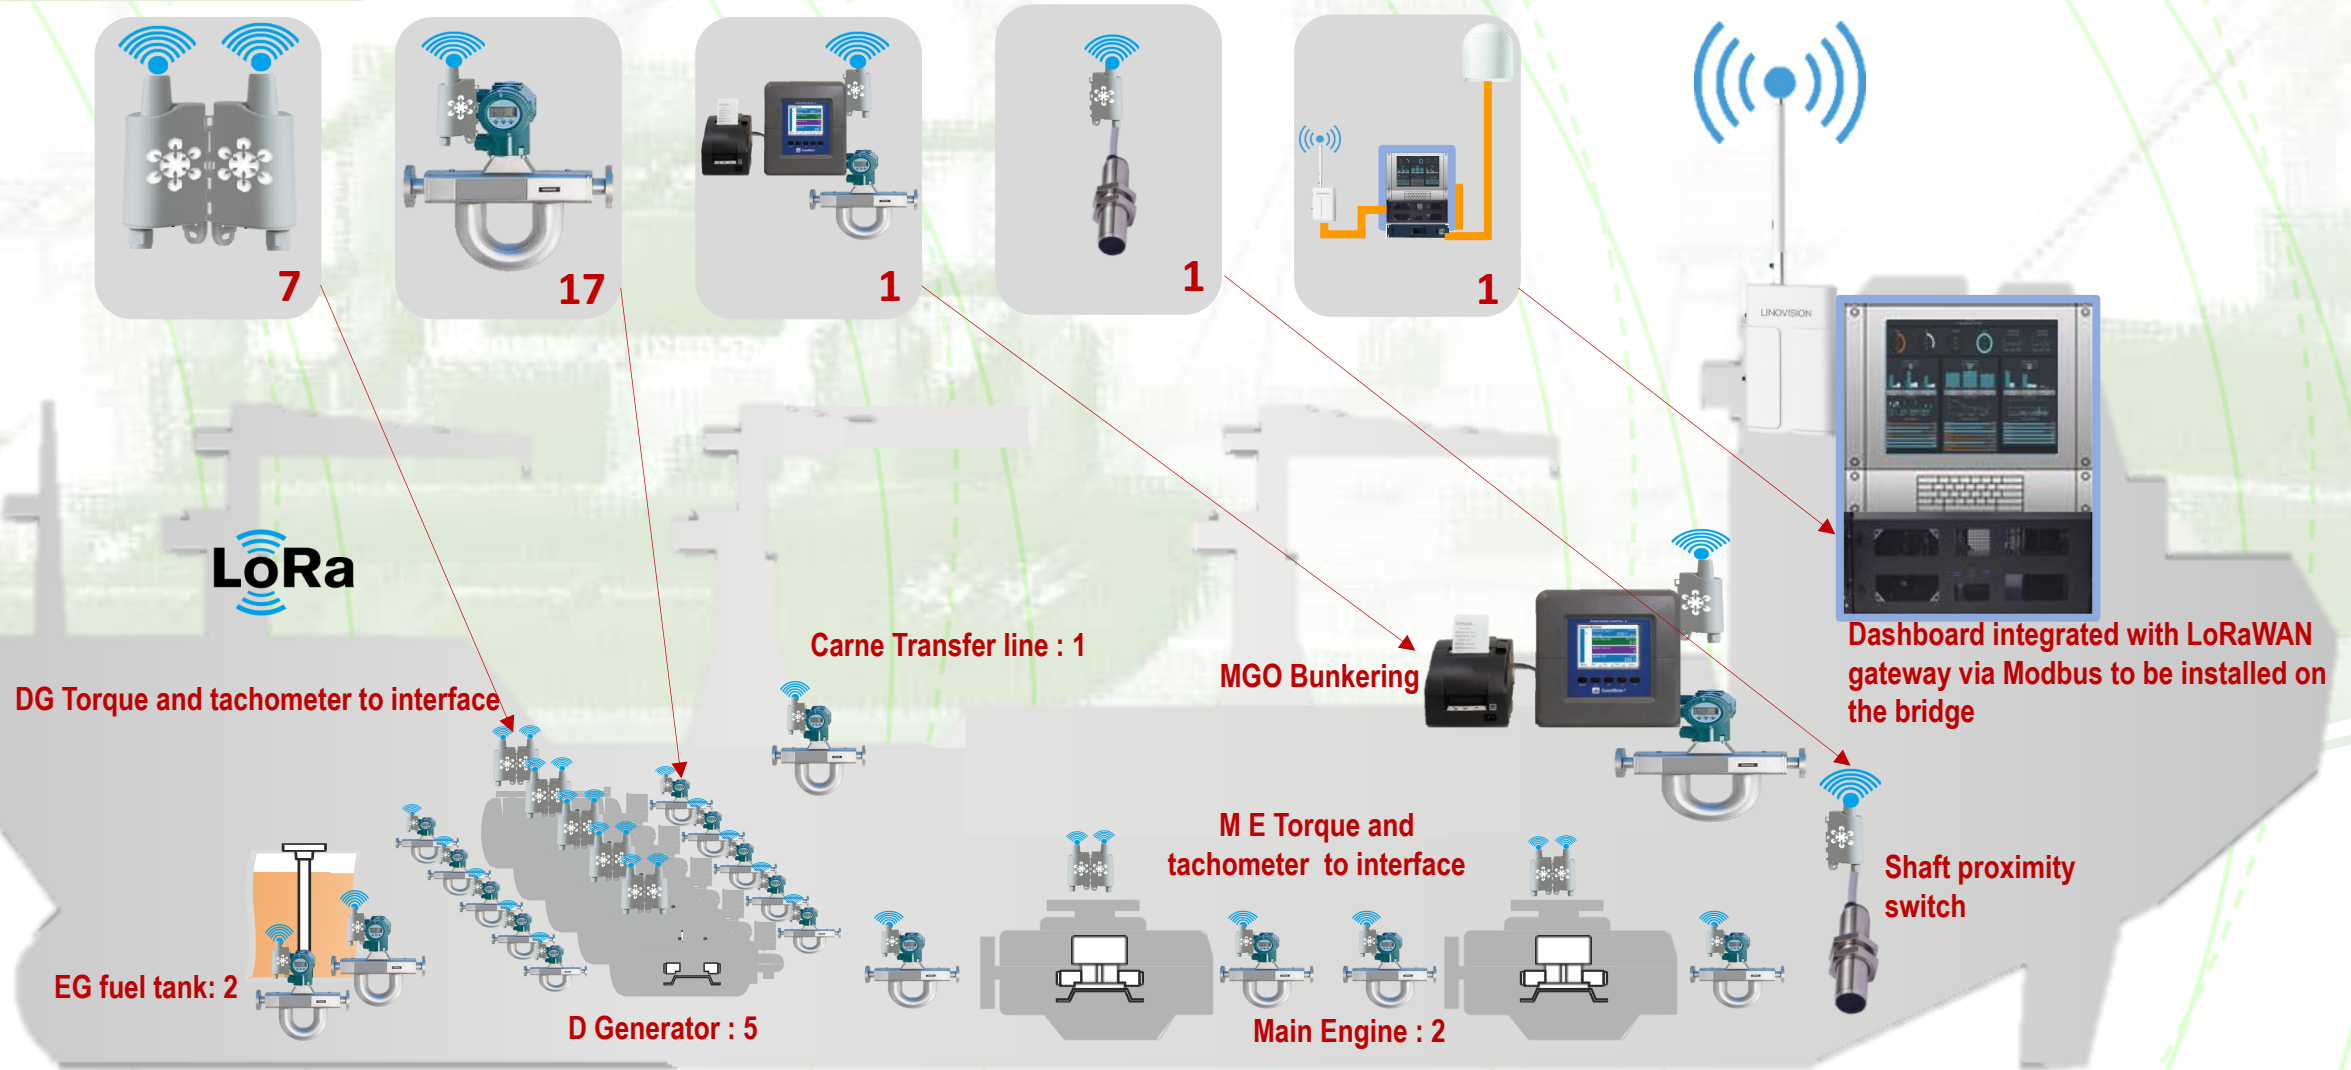 7
17
1
1
1
LINOVISION
LoRa
Carne Transfer line : 1
MGO Bunkering
Dashboard integrated with LoRaWAN
gateway via Modbus to be installed on
the bridge
DG Torque and tachometer to interface
M E Torque and
tachometer to interface
Shaft proximity
switch
EG fuel tank: 2
D Generator : 5
Main Engine : 2